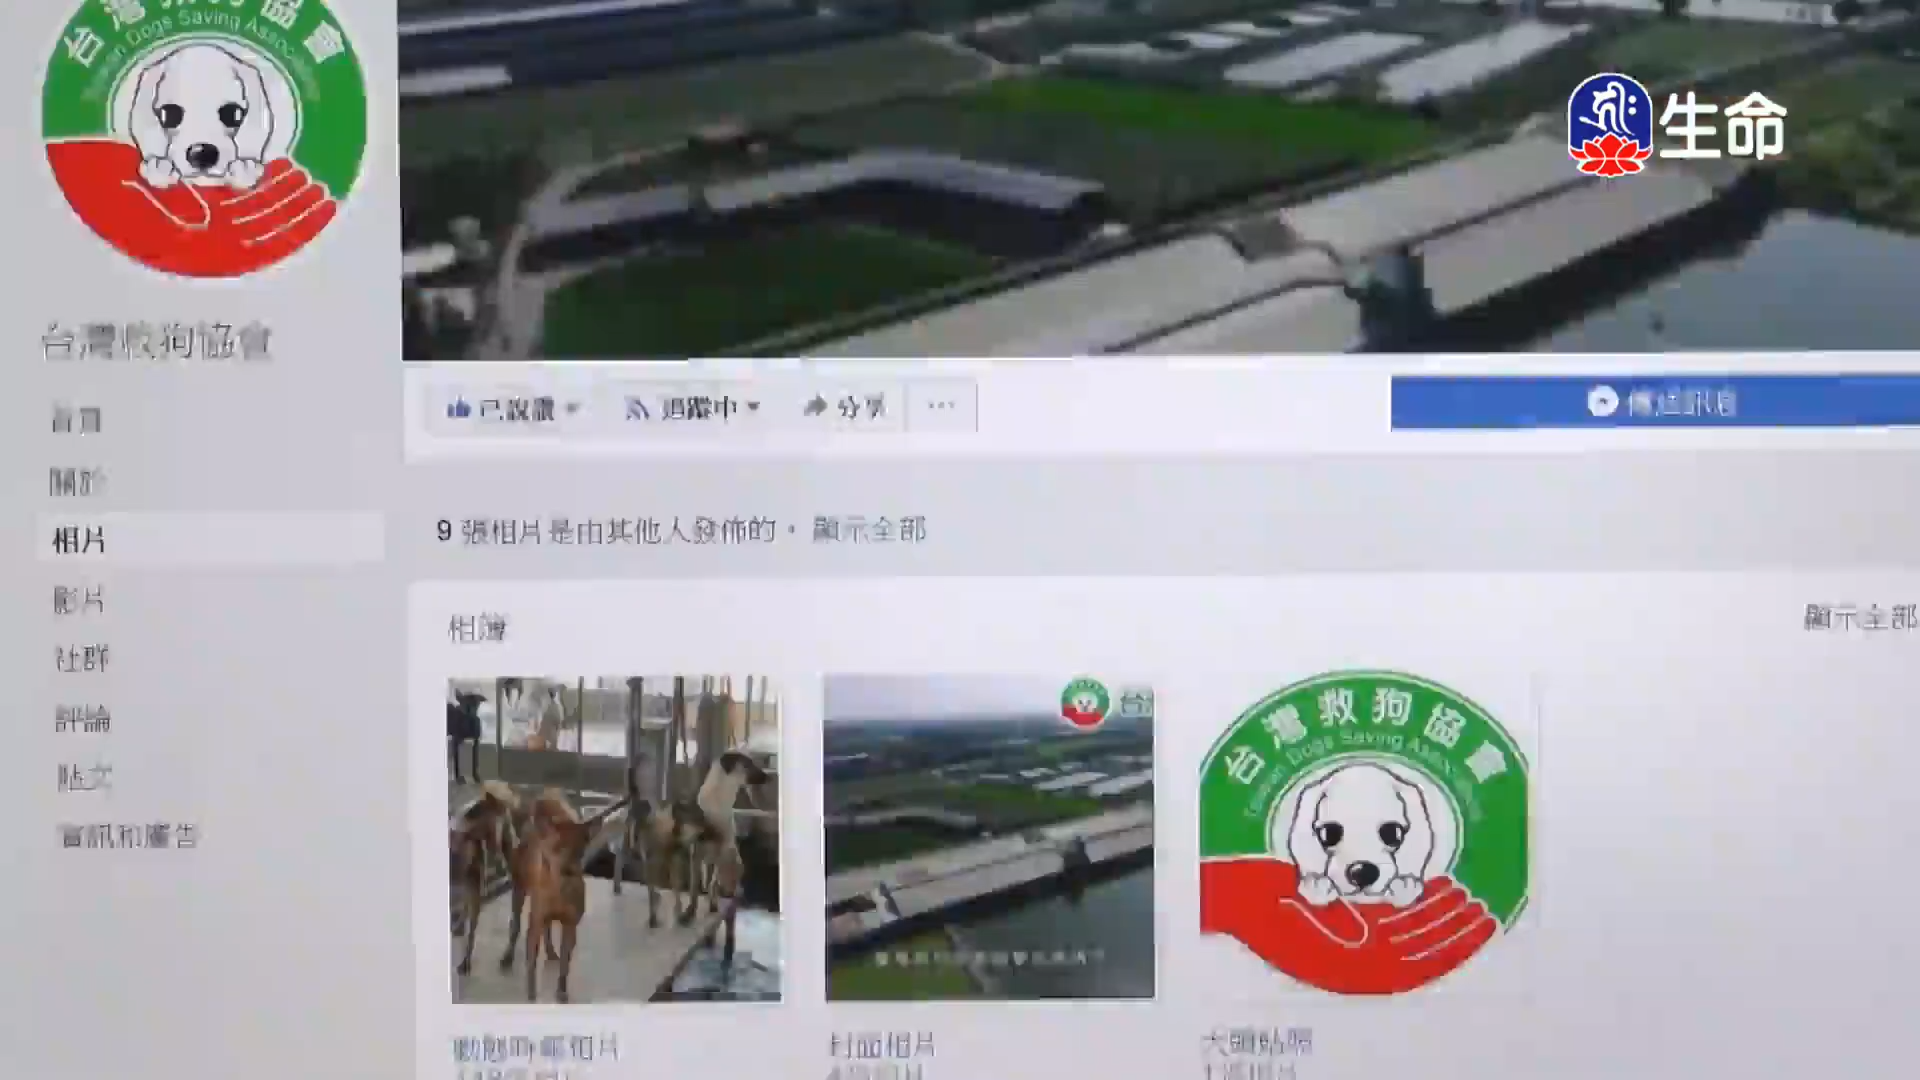 台灣救狗協會
Taiwan Dogs Saving Association
生命
台灣救狗協會
首頁
關於
相片
影片
社群
評論
貼文
資訊和廣告
已說讚
追蹤中
分享
傳送訊息
9 張相片是由其他人發佈的。 顯示全部
相簿
顯示全部
台灣救狗協會
Taiwan Dogs Saving Association
動態時報相片
封面相片
大頭貼照